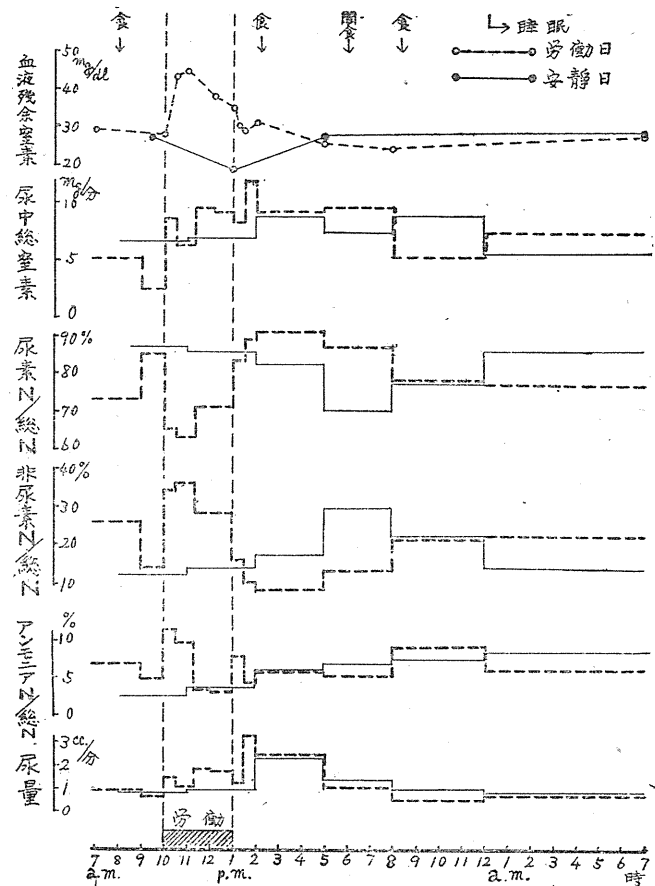 食 食 間食 食 睡眠
労働日
安静日
血液残余窒素
mg/dl
50
40
30
20
尿中総窒素
mg/分
10
5
0
尿素N/総N
90%
80
70
60
非尿素N/総N.
40%
30
20
10
アンモニアN/総N.
%
10
5
0
尿量
3 cc/分
2
1
0
労働
7 8 9 10 11 12 1 2 3 4 5 6 7 8 9 10 11 12 1 2 3 4 5 6 7
a.m. p.m. a.m. 時